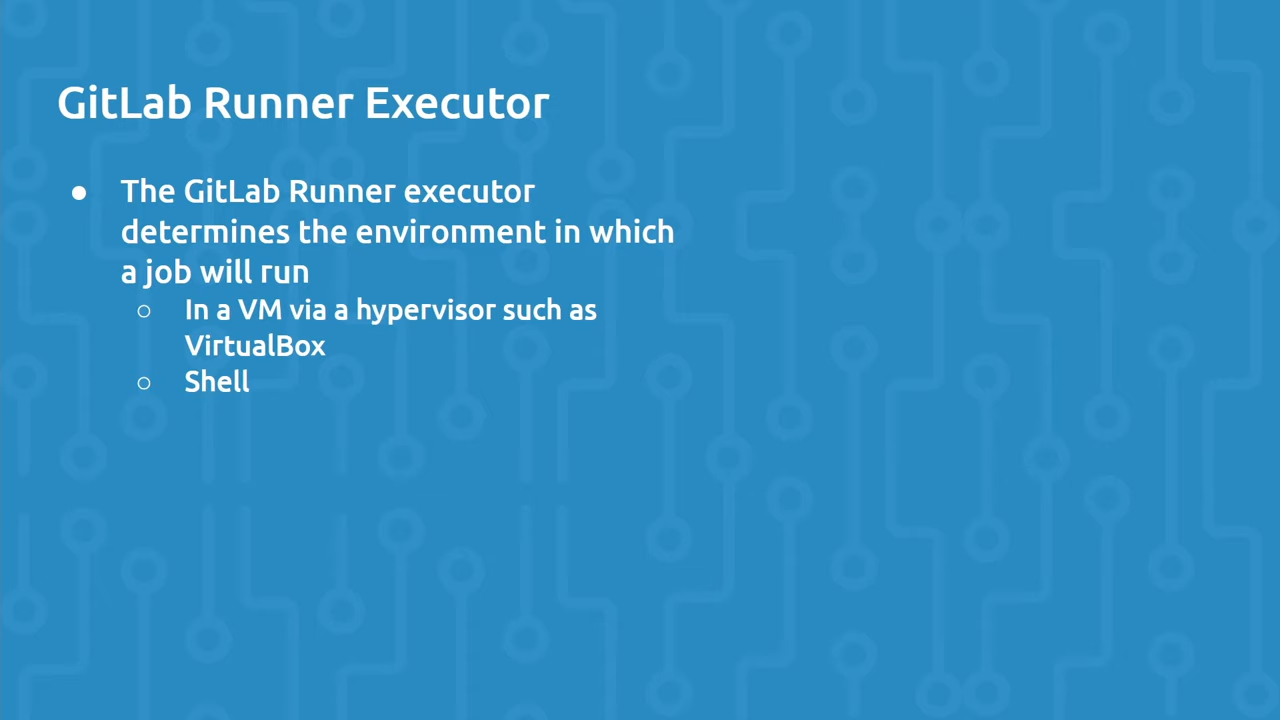 GitLab Runner Executor
● The GitLab Runner executor
determines the environment in which
a job will run
○ In a VM via a hypervisor such as
VirtualBox
○ Shell